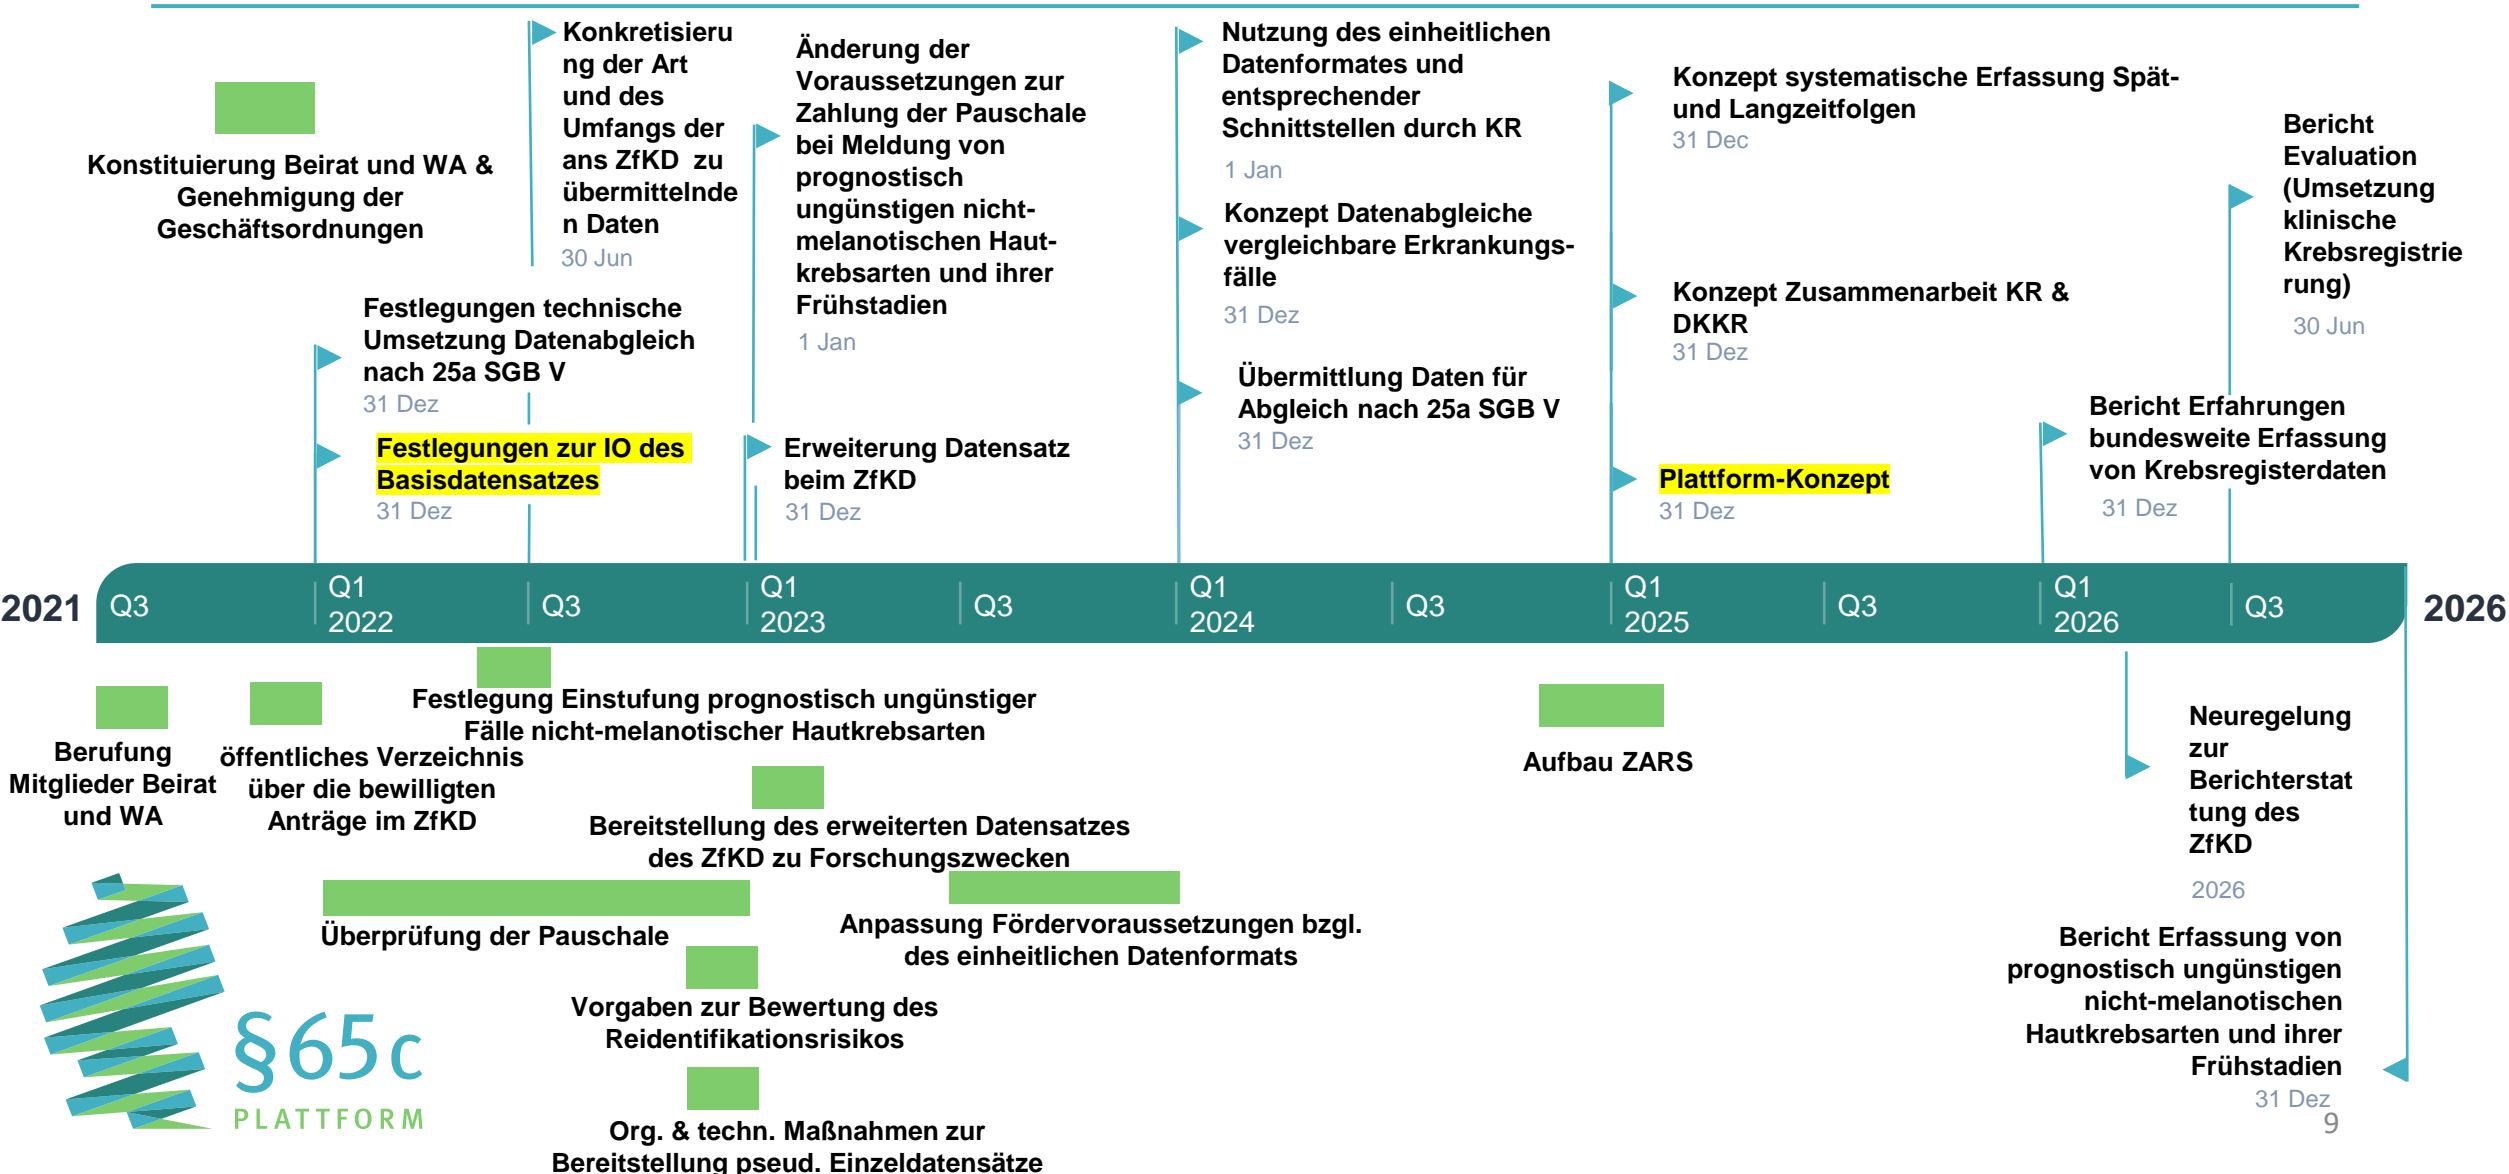 Konstituierung Beirat und WA &
Genehmigung der
Geschäftsordnungen
Konkretisieru
ng der Art
und des
Umfangs der
ans ZfKD zu
übermittelnde
n Daten
30 Jun
Festlegungen technische
Umsetzung Datenabgleich
nach 25a SGB V
31 Dez
Festlegungen zur IO des
Basisdatensatzes
31 Dez
Änderung der
Voraussetzungen zur
Zahlung der Pauschale
bei Meldung von
prognostisch
ungünstigen nicht-
melanotischen Haut-
krebsarten und ihrer
Frühstadien
1 Jan
Erweiterung Datensatz
beim ZfKD
31 Dez
Nutzung des einheitlichen
Datenformates und
entsprechender
Schnittstellen durch KR
1 Jan
Konzept Datenabgleiche
vergleichbare Erkrankungs-
fälle
31 Dez
Übermittlung Daten für
Abgleich nach 25a SGB V
31 Dez
Konzept systematische Erfassung Spät-
und Langzeitfolgen
31 Dec
Konzept Zusammenarbeit KR &
DKKR
31 Dez
Plattform-Konzept
31 Dez
Bericht
Evaluation
(Umsetzung
klinische
Krebsregistrie
rung)
30 Jun
Bericht Erfahrungen
bundesweite Erfassung
von Krebsregisterdaten
31 Dez
2021
Q3
Q1
2022
Q3
Q1
2023
Q3
Q1
2024
Q3
Q1
2025
Q3
Q1
2026
Q3
2026
Berufung
Mitglieder Beirat
und WA
öffentliches Verzeichnis
über die bewilligten
Anträge im ZfKD
Festlegung Einstufung prognostisch ungünstiger
Fälle nicht-melanotischer Hautkrebsarten
Bereitstellung des erweiterten Datensatzes
des ZfKD zu Forschungszwecken
Überprüfung der Pauschale
Anpassung Fördervoraussetzungen bzgl.
des einheitlichen Datenformats
Vorgaben zur Bewertung des
Reidentifikationsrisikos
Org. & techn. Maßnahmen zur
Bereitstellung pseud. Einzeldatensätze
Aufbau ZARS
Neuregelung
zur
Berichterstat
tung des
ZfKD
2026
Bericht Erfassung von
prognostisch ungünstigen
nicht-melanotischen
Hautkrebsarten und ihrer
Frühstadien
31 Dez
§65c
PLATTFORM
9